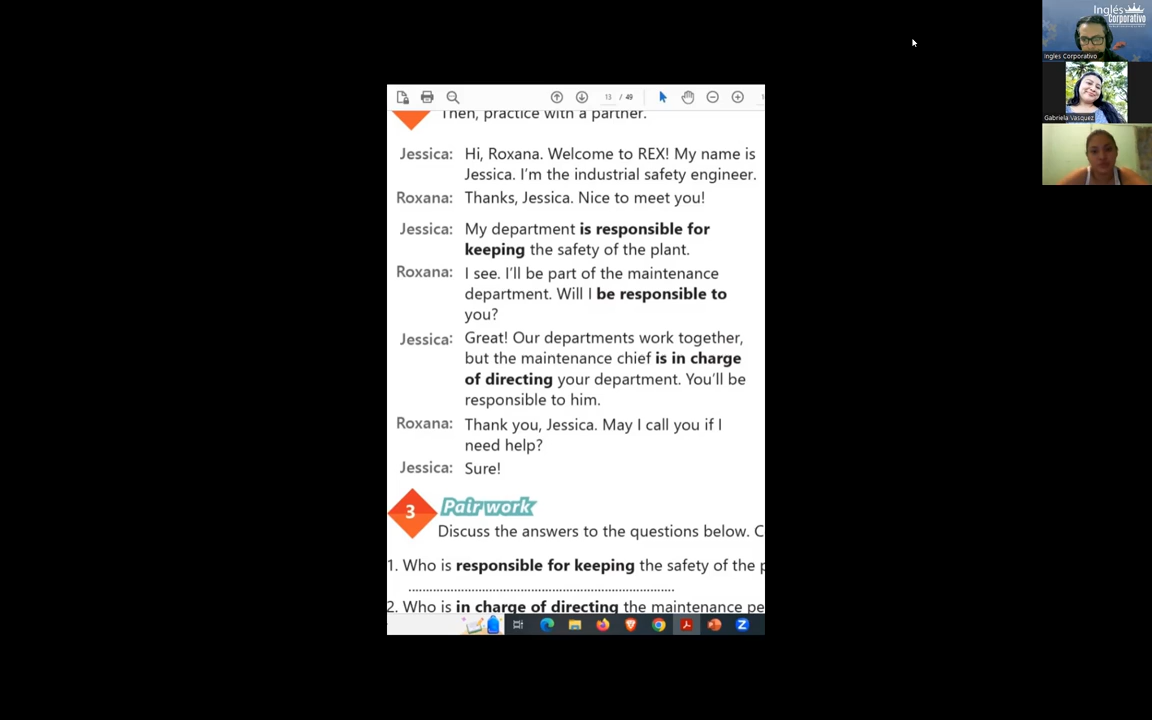 Inglés
Corporativo
Ingles Corporativo
Gabriela Vasquez
13 / 49
Then, practice with a partner.
Jessica: Hi, Roxana. Welcome to REX! My name is
Jessica. I'm the industrial safety engineer.
Roxana: Thanks, Jessica. Nice to meet you!
Jessica: My department is responsible for
keeping the safety of the plant.
Roxana: I see. I'll be part of the maintenance
department. Will I be responsible to
you?
Jessica: Great! Our departments work together,
but the maintenance chief is in charge
of directing your department. You'll be
responsible to him.
Roxana: Thank you, Jessica. May I call you if I
need help?
Jessica: Sure!
3 Pair work
Discuss the answers to the questions below. C
1. Who is responsible for keeping the safety of the p
2. Who is in charge of directing the maintenance pe